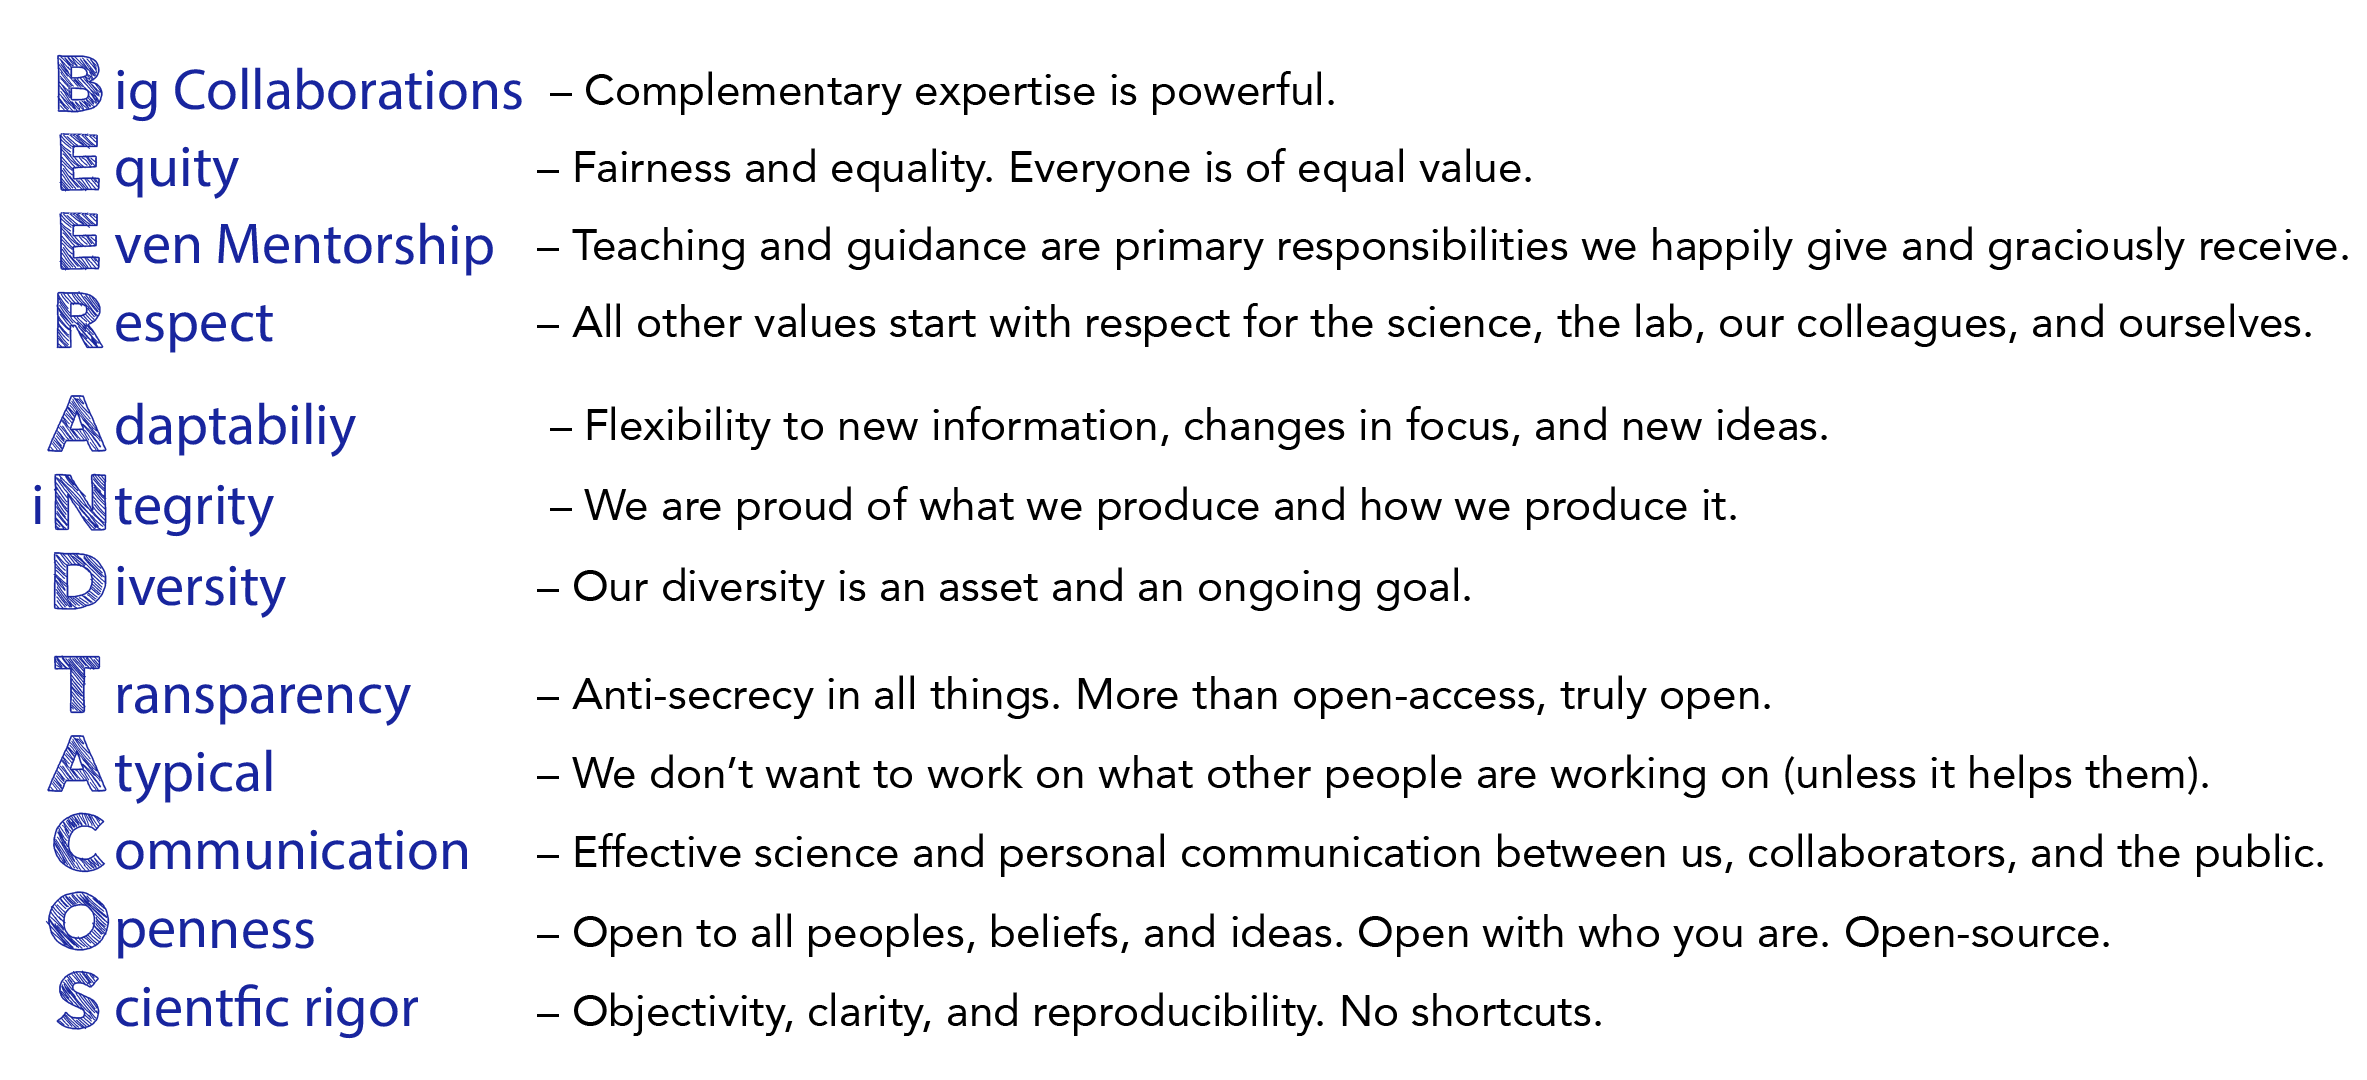 Big Collaborations – Complementary expertise is powerful.
Equity – Fairness and equality. Everyone is of equal value.
Even Mentorship – Teaching and guidance are primary responsibilities we happily give and graciously receive.
Respect – All other values start with respect for the science, the lab, our colleagues, and ourselves.
Adaptabiliy – Flexibility to new information, changes in focus, and new ideas.
iNtegrity – We are proud of what we produce and how we produce it.
Diversity – Our diversity is an asset and an ongoing goal.
Transparency – Anti-secrecy in all things. More than open-access, truly open.
Atypical – We don’t want to work on what other people are working on (unless it helps them).
Communication – Effective science and personal communication between us, collaborators, and the public.
Openness – Open to all peoples, beliefs, and ideas. Open with who you are. Open-source.
Scientfic rigor – Objectivity, clarity, and reproducibility. No shortcuts.